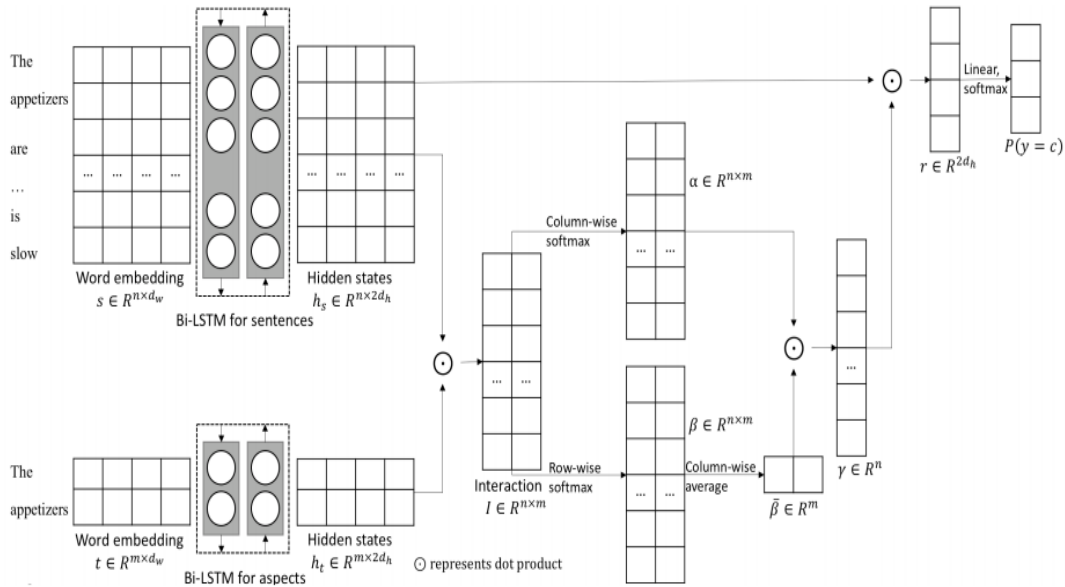 The
appetizers
are
...
is
slow
... ... ... ...
... ... ... ...
Word embedding
s ∈ R^{n×d_w}
Bi-LSTM for sentences
Hidden states
h_s ∈ R^{n×2d_h}
The
appetizers
Word embedding
t ∈ R^{m×d_w}
Bi-LSTM for aspects
Hidden states
h_t ∈ R^{m×2d_h}
⊙ represents dot product
⊙
... ...
Interaction
I ∈ R^{n×m}
Column-wise
softmax
... ...
α ∈ R^{n×m}
Row-wise
softmax
... ...
β ∈ R^{n×m}
Column-wise
average
β̄ ∈ R^m
⊙
...
γ ∈ R^n
⊙
r ∈ R^{2d_h}
Linear,
softmax
P(y = c)